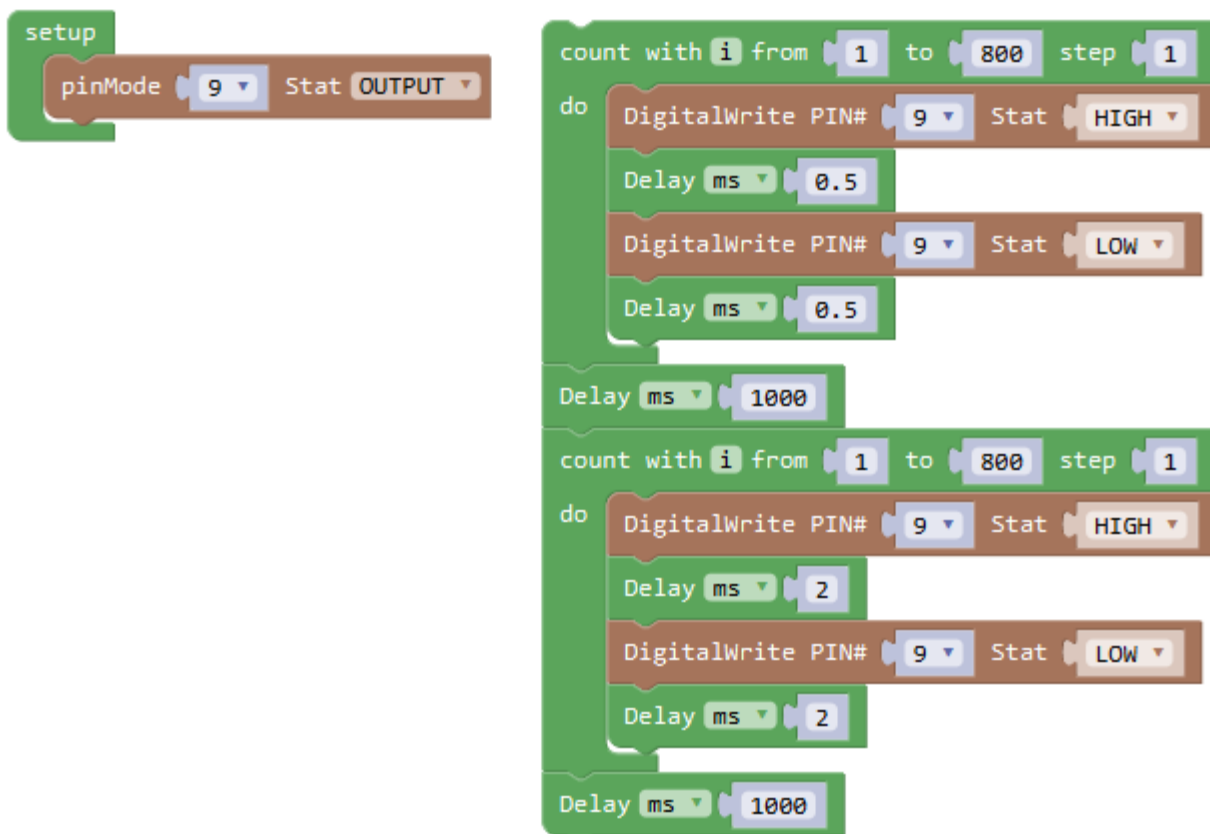 setup
pinMode 9 Stat OUTPUT
count with i from 1 to 800 step 1
do
DigitalWrite PIN# 9 Stat HIGH
Delay ms 0.5
DigitalWrite PIN# 9 Stat LOW
Delay ms 0.5
Delay ms 1000
count with i from 1 to 800 step 1
do
DigitalWrite PIN# 9 Stat HIGH
Delay ms 2
DigitalWrite PIN# 9 Stat LOW
Delay ms 2
Delay ms 1000